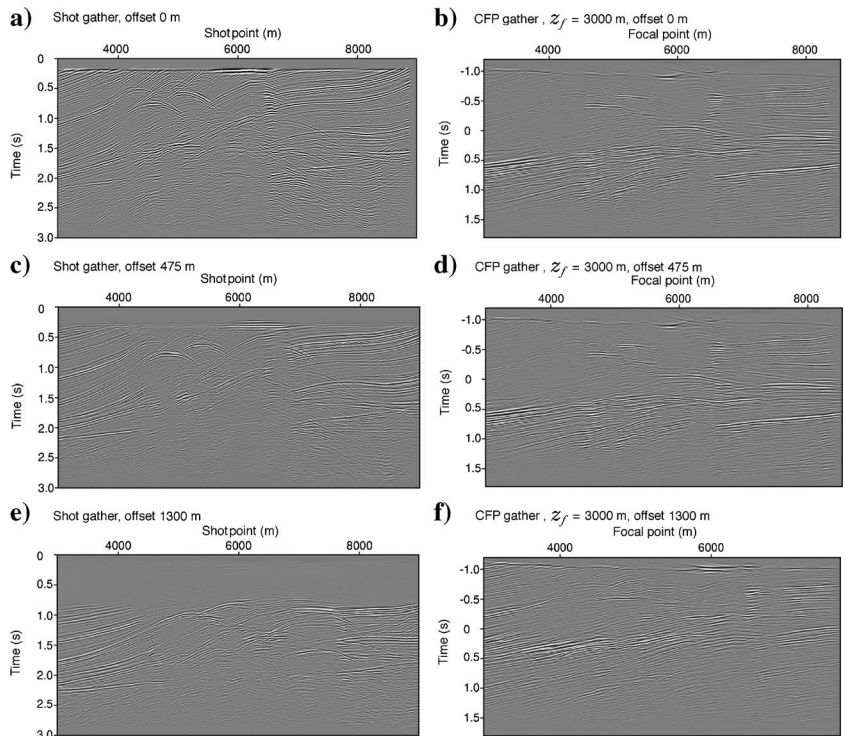 a) Shot gather, offset 0 m
Shotpoint (m)
4000 6000 8000
0
0.5
1.0
1.5
2.0
2.5
3.0
Time (s)
b) CFP gather , z_f = 3000 m, offset 0 m
Focal point (m)
4000 6000 8000
-1.0
-0.5
0
0.5
1.0
1.5
Time (s)
c) Shot gather, offset 475 m
Shotpoint (m)
4000 6000 8000
0
0.5
1.0
1.5
2.0
2.5
3.0
Time (s)
d) CFP gather , z_f = 3000 m, offset 475 m
Focal point (m)
4000 6000 8000
-1.0
-0.5
0
0.5
1.0
1.5
Time (s)
e) Shot gather, offset 1300 m
Shotpoint (m)
4000 6000 8000
0
0.5
1.0
1.5
2.0
2.5
3.0
Time (s)
f) CFP gather , z_f = 3000 m, offset 1300 m
Focal point (m)
4000 6000
-1.0
-0.5
0
0.5
1.0
1.5
Time (s)